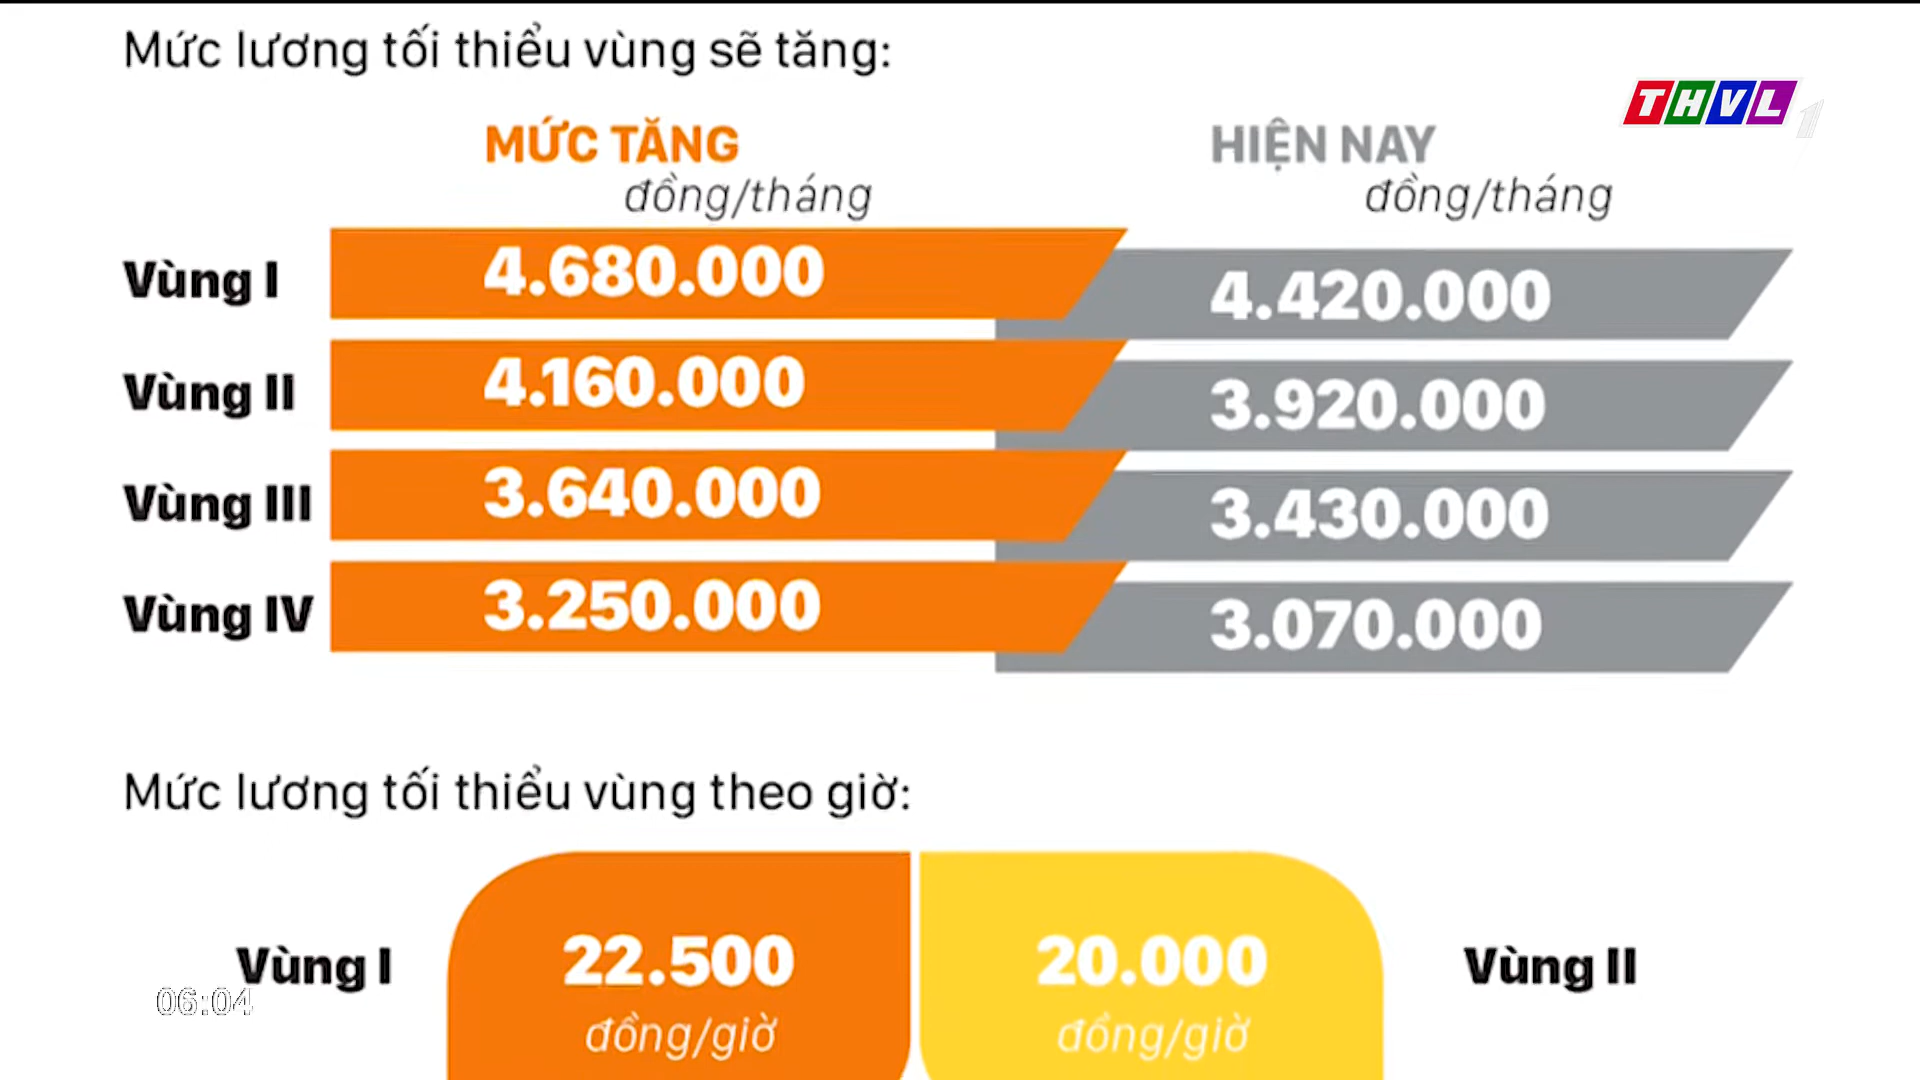 Mức lương tối thiểu vùng sẽ tăng:
THVL 1
MỨC TĂNG
đồng/tháng
HIỆN NAY
đồng/tháng
Vùng I 4.680.000 4.420.000
Vùng II 4.160.000 3.920.000
Vùng III 3.640.000 3.430.000
Vùng IV 3.250.000 3.070.000
Mức lương tối thiểu vùng theo giờ:
Vùng I 22.500 20.000 Vùng II
đồng/giờ đồng/giờ
06:04